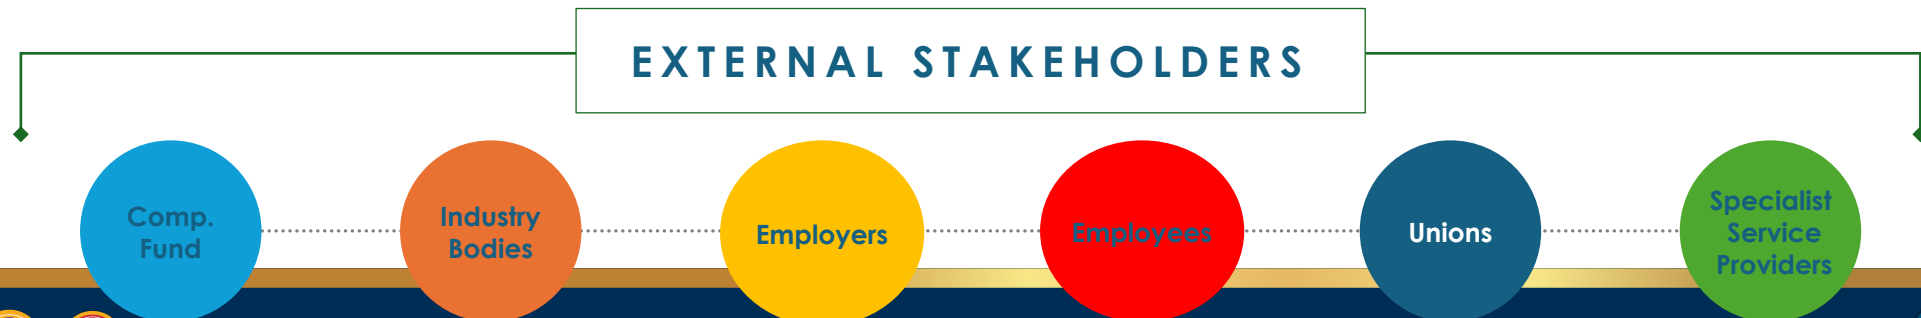 EXTERNAL STAKEHOLDERS
Comp.
Fund
Industry
Bodies
Employers
Employees
Unions
Specialist
Service
Providers